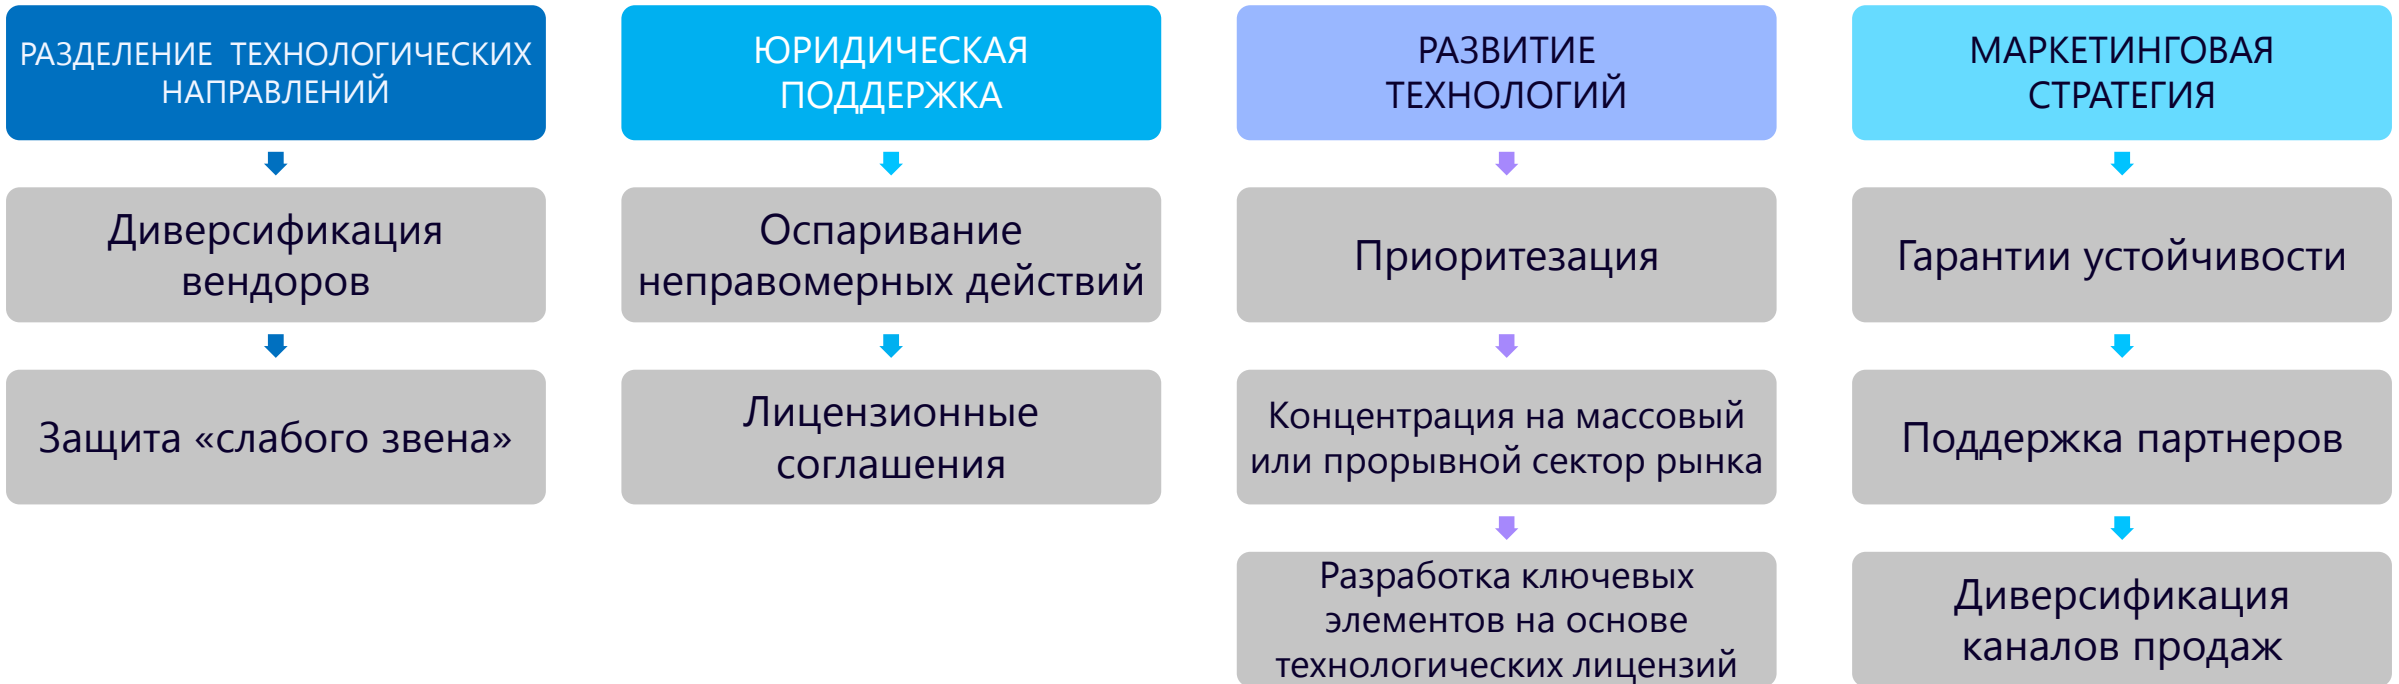 РАЗДЕЛЕНИЕ ТЕХНОЛОГИЧЕСКИХ
НАПРАВЛЕНИЙ
Диверсификация
вендоров
Защита «слабого звена»
ЮРИДИЧЕСКАЯ
ПОДДЕРЖКА
Оспаривание
неправомерных действий
Лицензионные
соглашения
РАЗВИТИЕ
ТЕХНОЛОГИЙ
Приоритезация
Концентрация на массовый
или прорывной сектор рынка
Разработка ключевых
элементов на основе
технологических лицензий
МАРКЕТИНГОВАЯ
СТРАТЕГИЯ
Гарантии устойчивости
Поддержка партнеров
Диверсификация
каналов продаж